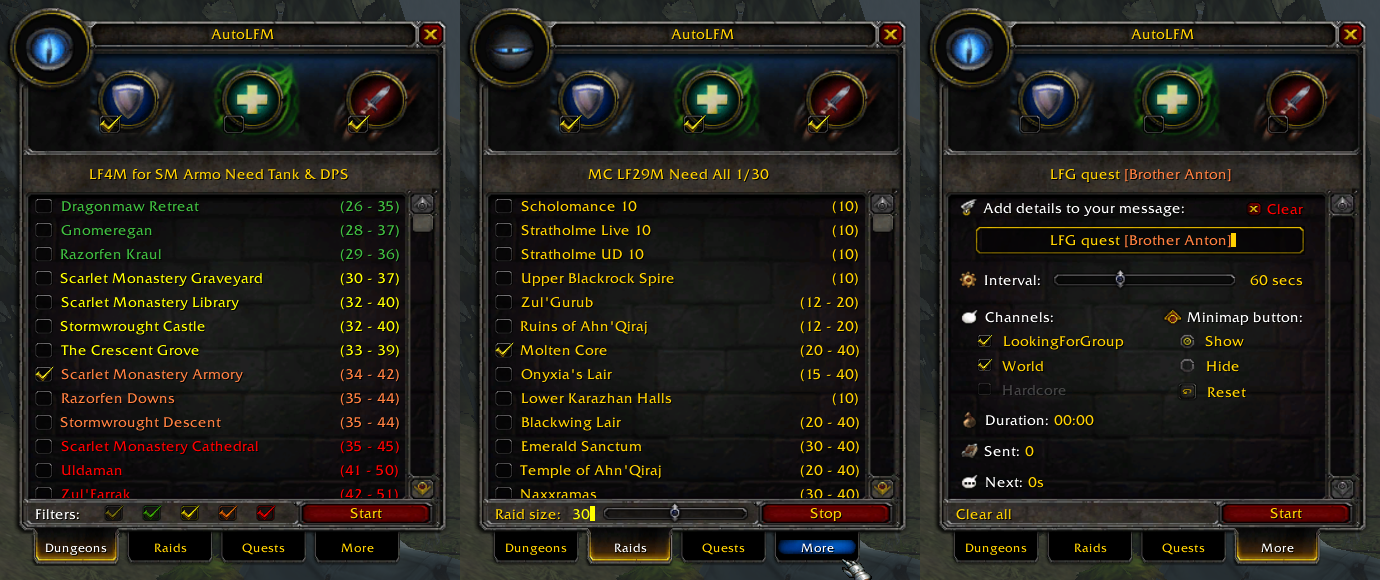 AutoLFM
LF4M for SM Armo Need Tank & DPS
Dragonmaw Retreat (26 - 35)
Gnomeregan (28 - 37)
Razorfen Kraul (29 - 36)
Scarlet Monastery Graveyard (30 - 37)
Scarlet Monastery Library (32 - 40)
Stormwrought Castle (32 - 40)
The Crescent Grove (33 - 39)
Scarlet Monastery Armory (34 - 42)
Razorfen Downs (35 - 44)
Stormwrought Descent (35 - 44)
Scarlet Monastery Cathedral (35 - 45)
Uldaman (41 - 50)
Zul'Farrak (42 - 51)
Filters: Start
Dungeons Raids Quests More
AutoLFM
MC LF29M Need All 1/30
Scholomance 10 (10)
Stratholme Live 10 (10)
Stratholme UD 10 (10)
Upper Blackrock Spire (10)
Zul'Gurub (12 - 20)
Ruins of Ahn'Qiraj (12 - 20)
Molten Core (20 - 40)
Onyxia's Lair (15 - 40)
Lower Karazhan Halls (10)
Blackwing Lair (20 - 40)
Emerald Sanctum (30 - 40)
Temple of Ahn'Qiraj (20 - 40)
Naxxramas (30 - 40)
Raid size: 30 Stop
Dungeons Raids Quests More
AutoLFM
LFG quest [Brother Anton]
Add details to your message: Clear
LFG quest [Brother Anton]
Interval: 60 secs
Channels: Minimap button:
LookingForGroup Show
World Hide
Hardcore Reset
Duration: 00:00
Sent: 0
Next: 0s
Clear all Start
Dungeons Raids Quests More